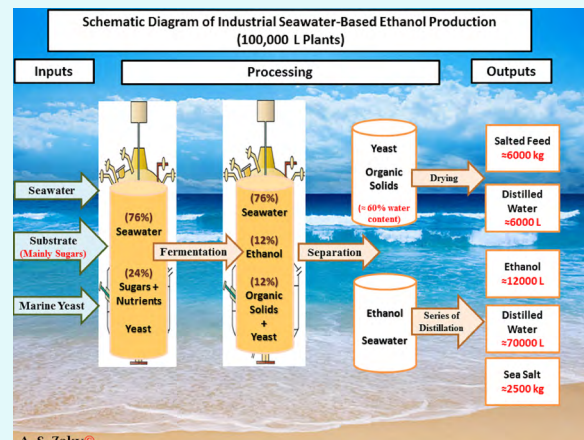 Schematic Diagram of Industrial Seawater-Based Ethanol Production
(100,000 L Plants)
Inputs
Processing
Outputs
Seawater
Substrate
(Mainly Sugars)
Marine Yeast
(76%)
Seawater
(24%)
Sugars +
Nutrients
Yeast
Fermentation
(76%)
Seawater
(12%)
Ethanol
(12%)
Organic
Solids
+
Yeast
Separation
Yeast
Organic
Solids
(≈ 60% water
content)
Drying
Ethanol
Seawater
Series of
Distillation
Salted Feed
≈6000 kg
Distilled
Water
≈6000 L
Ethanol
≈12000 L
Distilled
Water
≈70000 L
Sea Salt
≈2500 kg
A. S. Zaky©